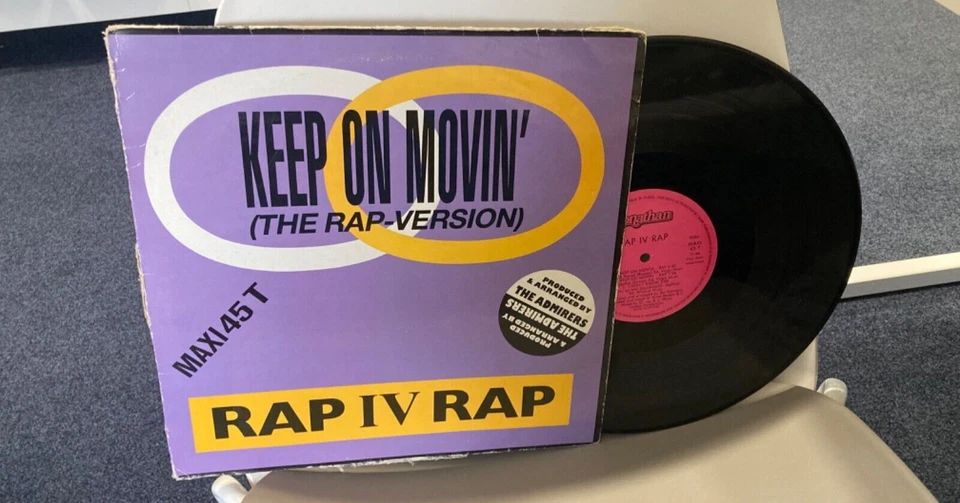 KEEP ON MOVIN'
(THE RAP-VERSION)
MAXI 45 T
PRODUCED
& ARRANGED BY
THE ADMIRERS
THE ADMIRERS
& ARRANGED BY
PRODUCED
RAP IV RAP
RAP IV RAP